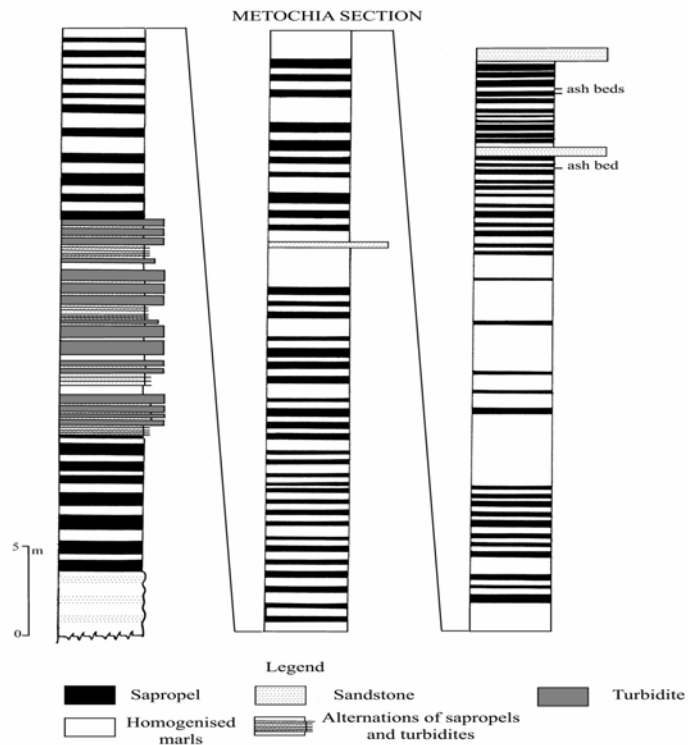 METOCHIA SECTION
ash beds
ash bed
5
m
0
Legend
Sapropel
Sandstone
Turbidite
Homogenised
marls
Alternations of sapropels
and turbidites